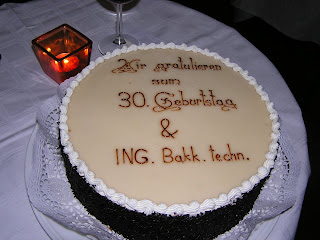 Wir gratulieren
zum
30. Geburtstag
&
ING. Bakk. techn.